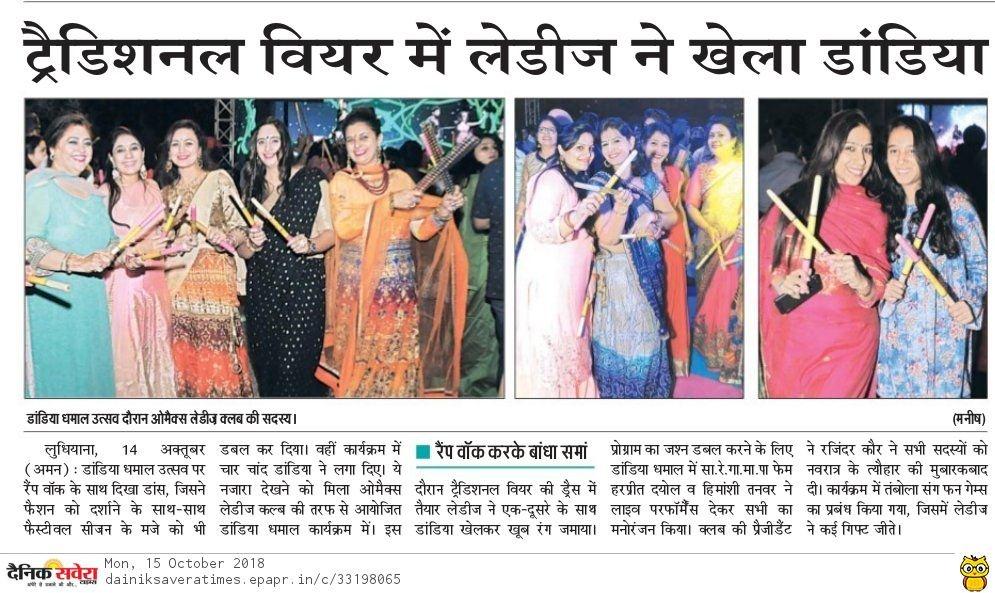 ट्रैडिशनल वियर में लेडीज ने खेला डांडिया
डांडिया धमाल उत्सव दौरान ओमैक्स लेडीज़ क्लब की सदस्य।
(मनीष)
लुधियाना, 14 अक्तूबर
(अमन) : डांडिया धमाल उत्सव पर
रैंप वॉक के साथ दिखा डांस, जिसने
फैशन को दर्शाने के साथ-साथ
फैस्टीवल सीजन के मजे को भी
डबल कर दिया। वहीं कार्यक्रम में
चार चांद डांडिया ने लगा दिए। ये
नजारा देखने को मिला ओमैक्स
लेडीज कल्ब की तरफ से आयोजित
डांडिया धमाल कार्यक्रम में। इस
रैंप वॉक करके बांधा समां
दौरान ट्रैडिशनल वियर की ड्रैस में
तैयार लेडीज ने एक-दूसरे के साथ
डांडिया खेलकर खूब रंग जमाया।
प्रोग्राम का जश्न डबल करने के लिए
डांडिया धमाल में सा.रे.गा.मा.पा फेम
हरप्रीत दयोल व हिमांशी तनवर ने
लाइव परफॉर्मेंस देकर सभी का
मनोरंजन किया। क्लब की प्रैजीडैंट
ने रजिंदर कौर ने सभी सदस्यों को
नवरात्र के त्यौहार की मुबारकबाद
दी। कार्यक्रम में तंबोला संग फन गेम्स
का प्रबंध किया गया, जिसमें लेडीज
ने कई गिफ्ट जीते।
दैनिक सवेरा
टाइम्स
Mon, 15 October 2018
dainiksaveratimes.epapr.in/c/33198065